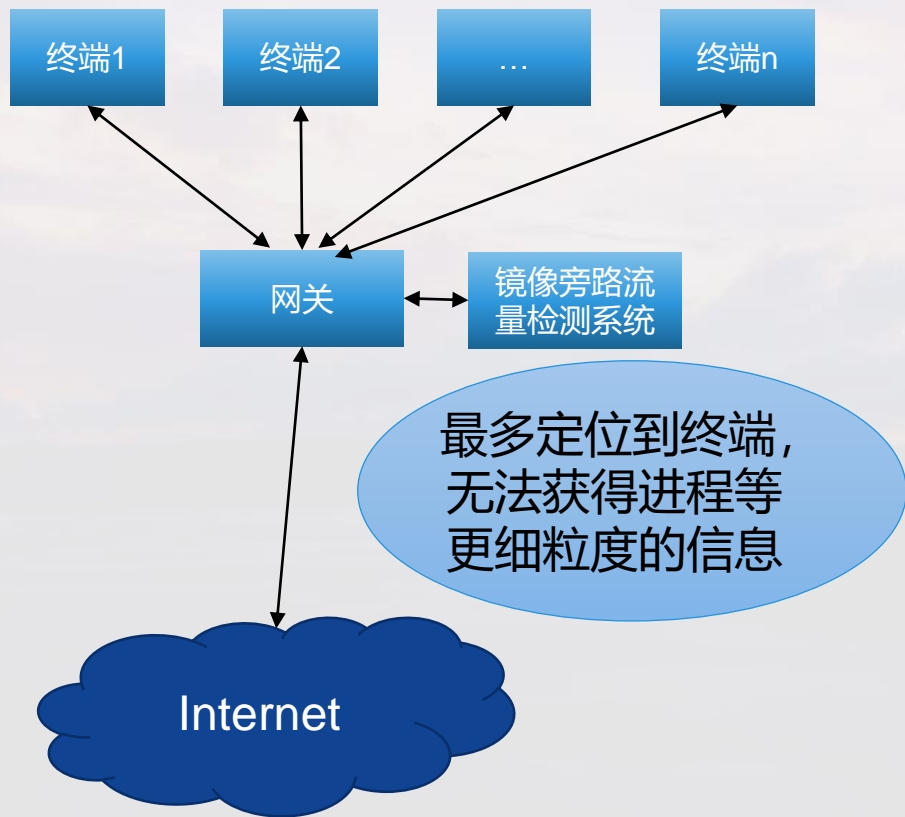 终端1
终端2
…
终端n
网关
镜像旁路流
量检测系统
最多定位到终端，
无法获得进程等
更细粒度的信息
Internet